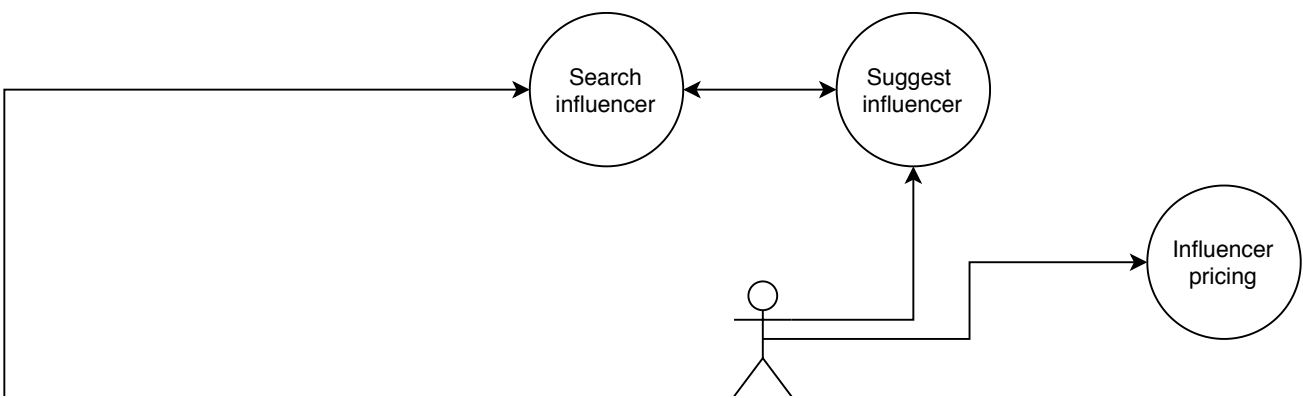 Search
influencer
Suggest
influencer
Influencer
pricing